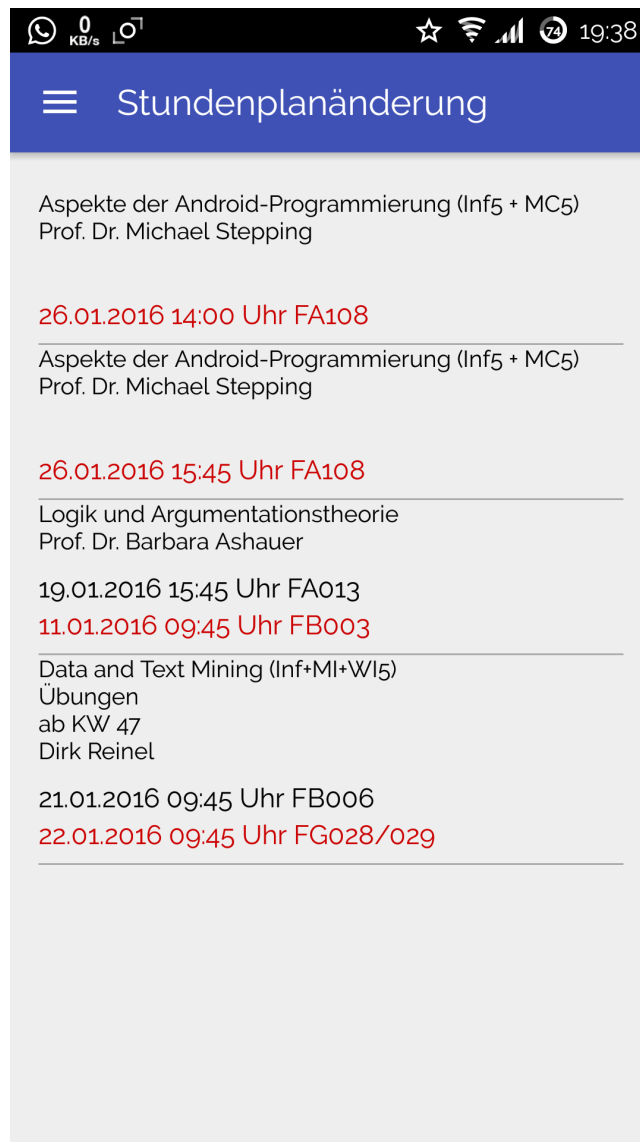 0
KB/s
74
19:38
Stundenplanänderung
Aspekte der Android-Programmierung (Inf5 + MC5)
Prof. Dr. Michael Stepping
26.01.2016 14:00 Uhr FA108
Aspekte der Android-Programmierung (Inf5 + MC5)
Prof. Dr. Michael Stepping
26.01.2016 15:45 Uhr FA108
Logik und Argumentationstheorie
Prof. Dr. Barbara Ashauer
19.01.2016 15:45 Uhr FA013
11.01.2016 09:45 Uhr FB003
Data and Text Mining (Inf+MI+WI5)
Übungen
ab KW 47
Dirk Reinel
21.01.2016 09:45 Uhr FB006
22.01.2016 09:45 Uhr FG028/029